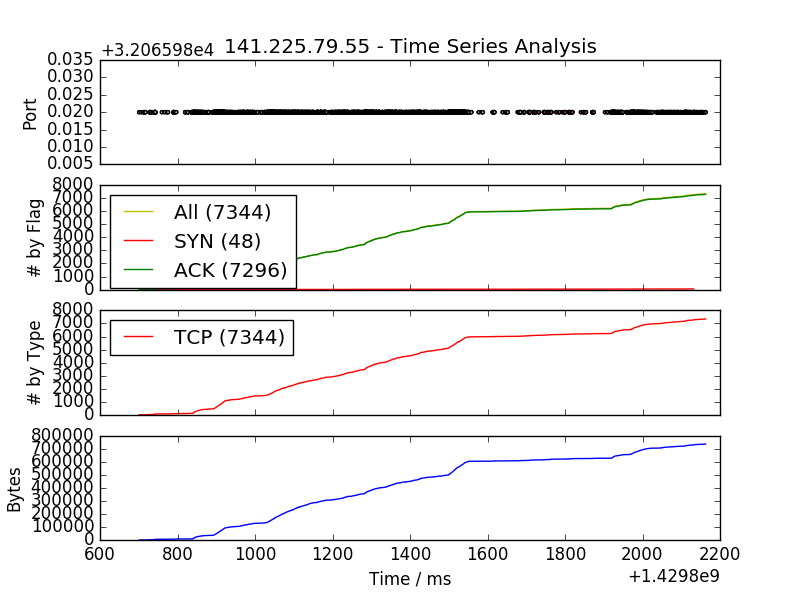 +3.206598e4
141.225.79.55 - Time Series Analysis
0.035
0.030
0.025
0.020
0.015
0.010
0.005
Port
8000
7000
6000
5000
4000
3000
2000
1000
0
# by Flag
All (7344)
SYN (48)
ACK (7296)
8000
7000
6000
5000
4000
3000
2000
1000
0
# by Type
TCP (7344)
800000
700000
600000
500000
400000
300000
200000
100000
0
Bytes
600 800 1000 1200 1400 1600 1800 2000 2200
Time / ms
+1.4298e9